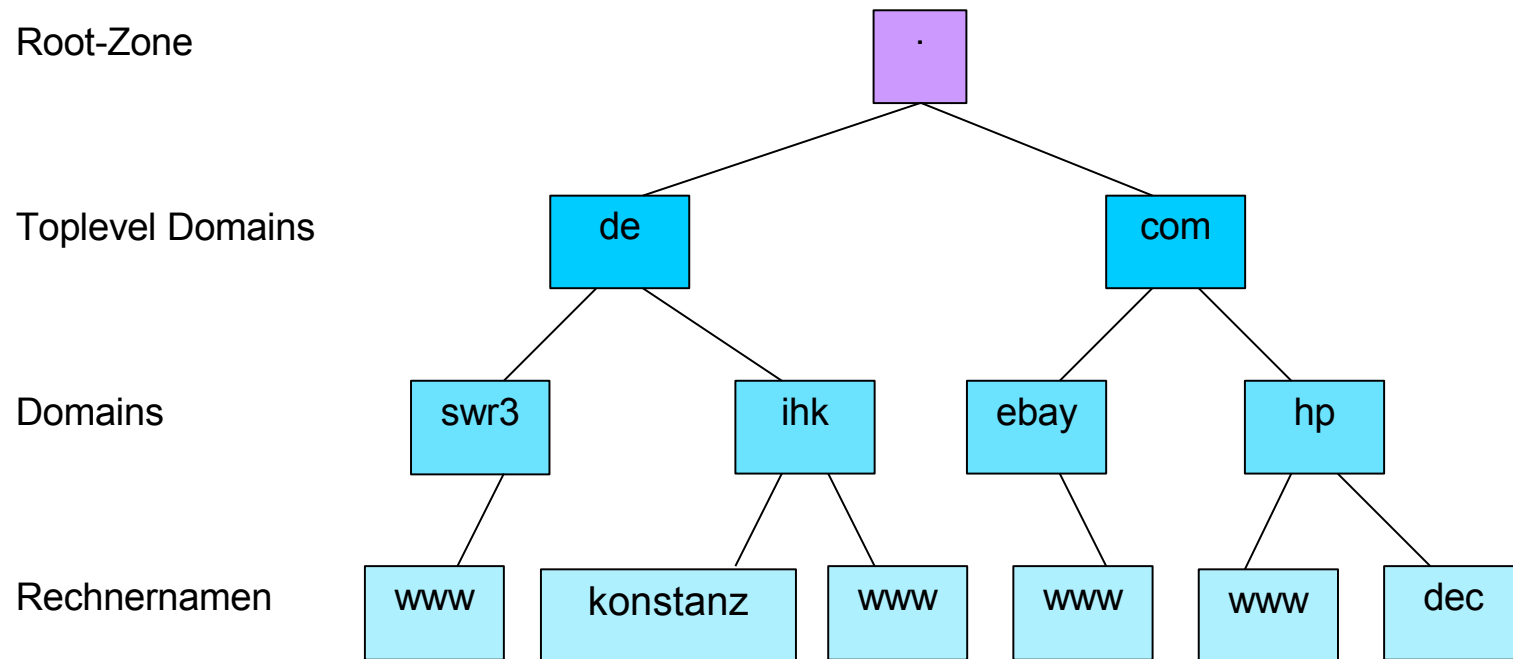 Root-Zone .
Toplevel Domains de com
Domains swr3 ihk ebay hp
Rechnernamen www konstanz www www www dec